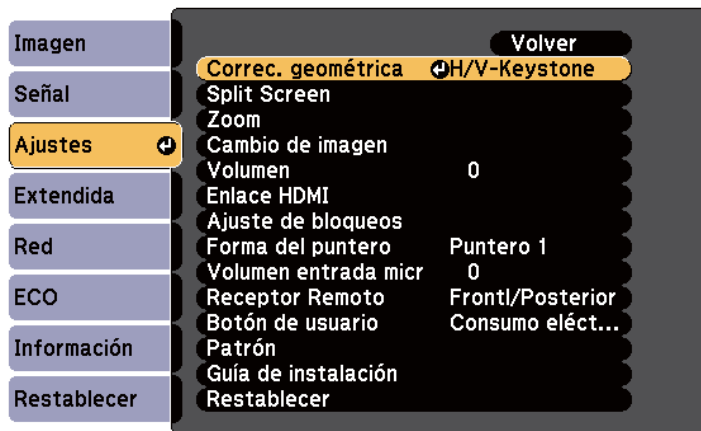 Imagen
Señal
Ajustes
Extendida
Red
ECO
Información
Restablecer
Volver
Correc. geométrica H/V-Keystone
Split Screen
Zoom
Cambio de imagen
Volumen 0
Enlace HDMI
Ajuste de bloqueos
Forma del puntero Puntero 1
Volumen entrada micr 0
Receptor Remoto Frontl/Posterior
Botón de usuario Consumo eléct...
Patrón
Guía de instalación
Restablecer